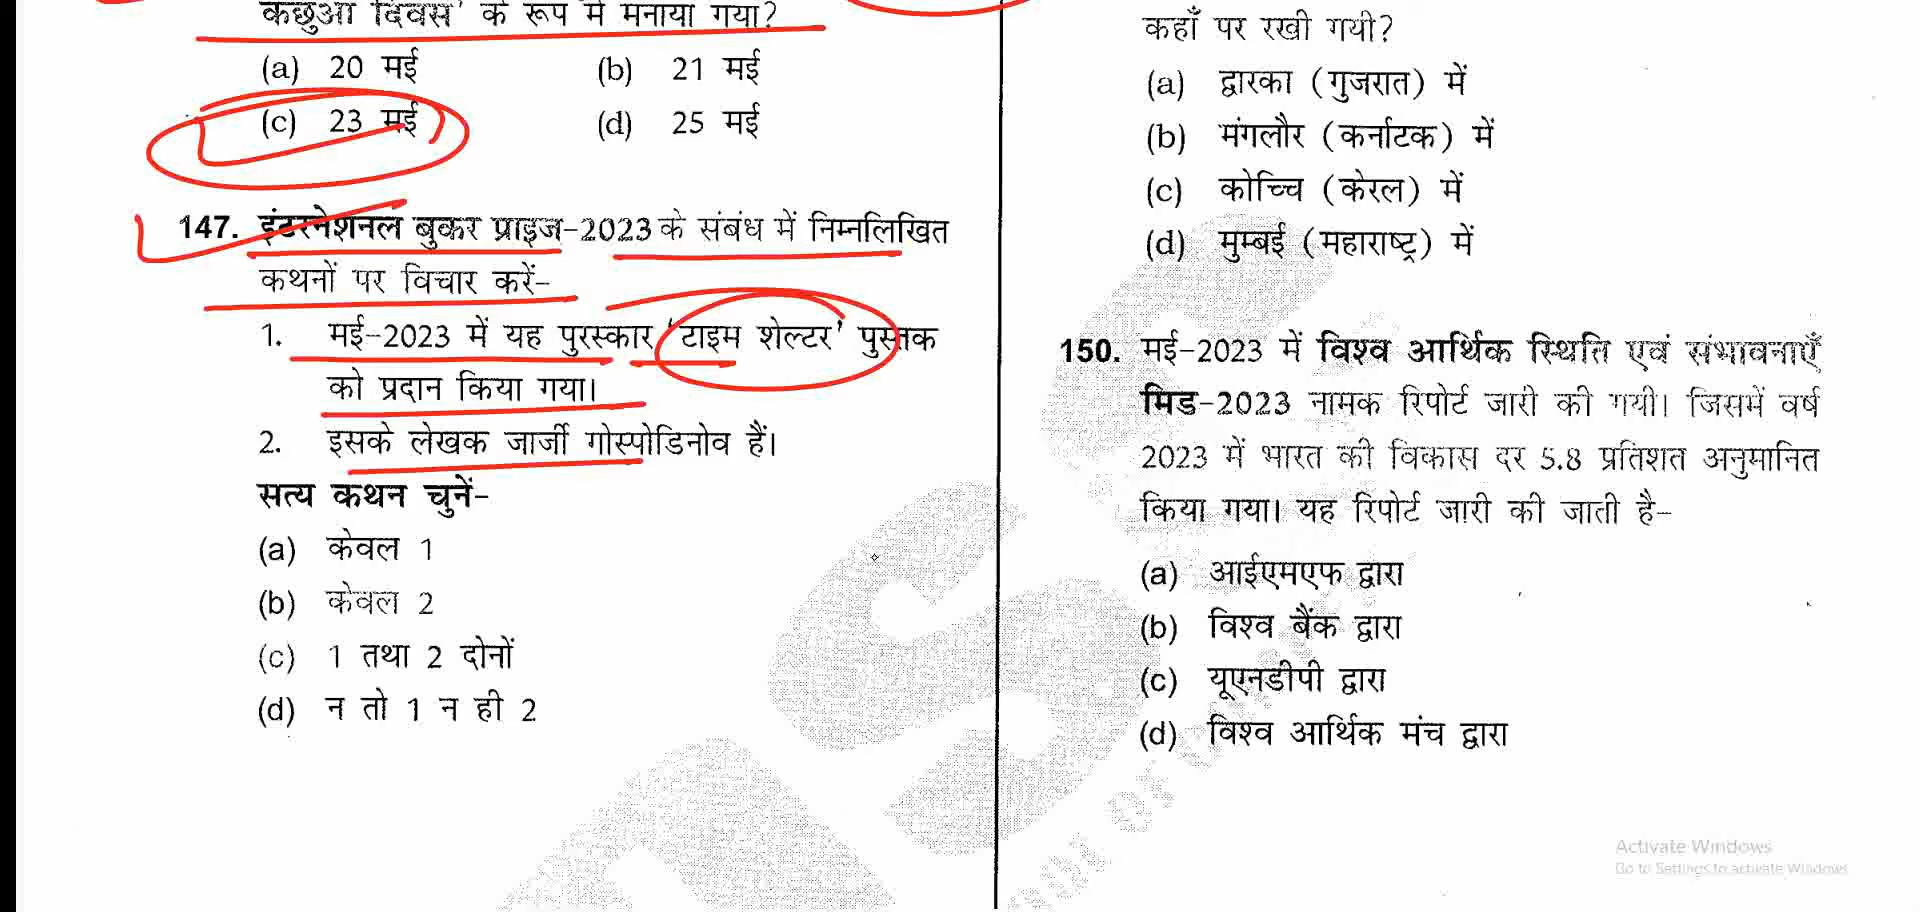 कछुआ दिवस' के रूप में मनाया गया?
(a) 20 मई (b) 21 मई
(c) 23 मई (d) 25 मई
147. इंटरनेशनल बुकर प्राइज-2023 के संबंध में निम्नलिखित
कथनों पर विचार करें-
1. मई-2023 में यह पुरस्कार 'टाइम शेल्टर' पुस्तक
को प्रदान किया गया।
2. इसके लेखक जार्जी गोस्पोडिनोव हैं।
सत्य कथन चुनें-
(a) केवल 1
(b) केवल 2
(c) 1 तथा 2 दोनों
(d) न तो 1 न ही 2
कहाँ पर रखी गयी?
(a) द्वारका (गुजरात) में
(b) मंगलौर (कर्नाटक) में
(c) कोच्चि (केरल) में
(d) मुम्बई (महाराष्ट्र) में
150. मई-2023 में विश्व आर्थिक स्थिति एवं संभावनाएँ
मिड-2023 नामक रिपोर्ट जारी की गयी। जिसमें वर्ष
2023 में भारत की विकास दर 5.8 प्रतिशत अनुमानित
किया गया। यह रिपोर्ट जारी की जाती है-
(a) आईएमएफ द्वारा
(b) विश्व बैंक द्वारा
(c) यूएनडीपी द्वारा
(d) विश्व आर्थिक मंच द्वारा
Activate Windows
Go to Settings to activate Windows